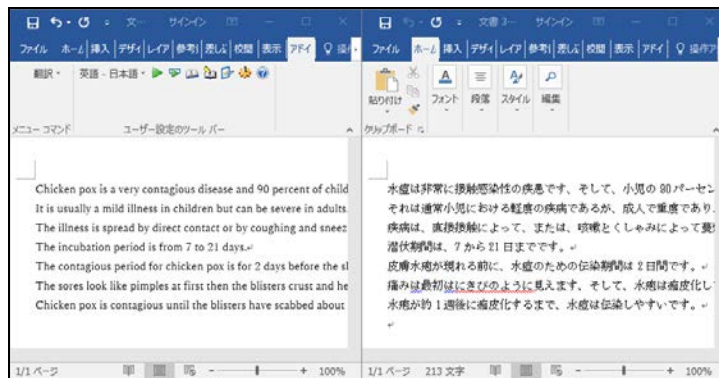 文… サインイン
ファイル ホーム 挿入 デザイ レイア 参考 差し込 校閲 表示 アドイ
翻訳 英語 - 日本語
メニュー コマンド ユーザー設定のツール バー
Chicken pox is a very contagious disease and 90 percent of child
It is usually a mild illness in children but can be severe in adults
The illness is spread by direct contact or by coughing and sneez
The incubation period is from 7 to 21 days.
The contagious period for chicken pox is for 2 days before the
The sores look like pimples at first then the blisters crust and he
Chicken pox is contagious until the blisters have scabbed about
1/1 ページ 100%
文書 3… サインイン
ファイル ホーム 挿入 デザイ レイア 参考 差し込 校閲 表示 アドイ 操作ア
貼り付け フォント 段落 スタイル 編集
クリップボード
水痘は非常に接触感染性の疾患です、そして、小児の 90 パーセン
それは通常小児における軽度の疾病であるが、成人で重度であり
疾病は、直接接触によって、または、咳嗽とくしゃみによって蔓
潜伏期間は、7 から 21 日までです。
皮膚水疱が現れる前に、水痘のための伝染期間は 2 日間です。
痛みは最初はにきびのように見えます、そして、水疱は痂皮化し
水疱が約 1 週後に痂皮化するまで、水痘は伝染しやすいです。
1/1 ページ 213 文字 100%